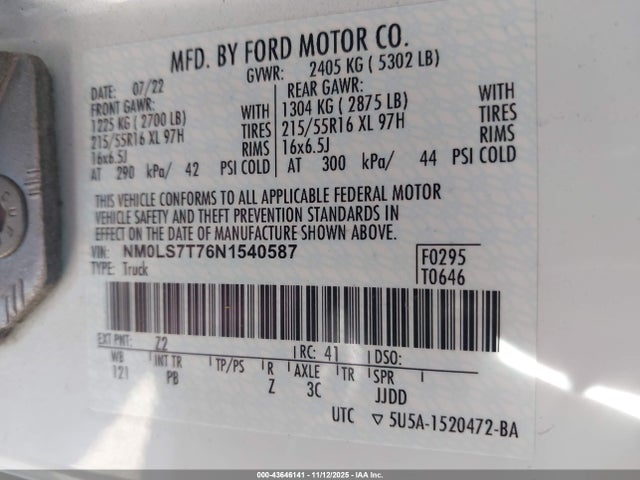 MFD. BY FORD MOTOR CO.
DATE: 07/22 GVWR: 2405 KG ( 5302 LB)
FRONT GAWR: REAR GAWR:
1225 KG ( 2700 LB) WITH 1304 KG ( 2875 LB) WITH
215/55R16 XL 97H TIRES 215/55R16 XL 97H TIRES
16x6.5J RIMS 16x6.5J RIMS
AT 290 kPa/ 42 PSI COLD AT 300 kPa/ 44 PSI COLD
THIS VEHICLE CONFORMS TO ALL APPLICABLE FEDERAL MOTOR
VEHICLE SAFETY AND THEFT PREVENTION STANDARDS IN
EFFECT ON THE DATE OF MANUFACTURE SHOWN ABOVE.
VIN: NM0LS7T76N1540587 F0295
TYPE: Truck T0646
EXT PNT: Z2 RC: 41 DSO:
WB INT TR TP/PS R AXLE TR SPR
121 PB Z 3C JJDD
UTC ▽ 5U5A-1520472-BA
000-43646141 - 11/12/2025 - www.iaai.com